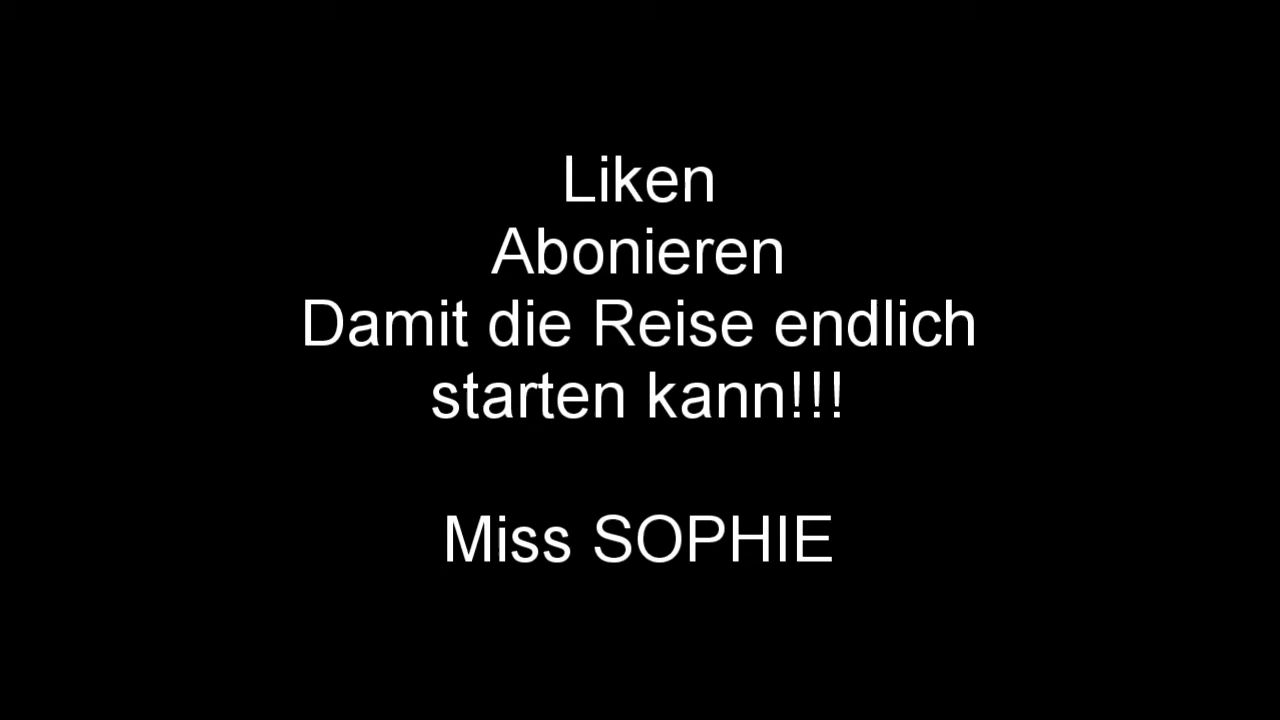 Liken
Abonieren
Damit die Reise endlich
starten kann!!!
Miss SOPHIE